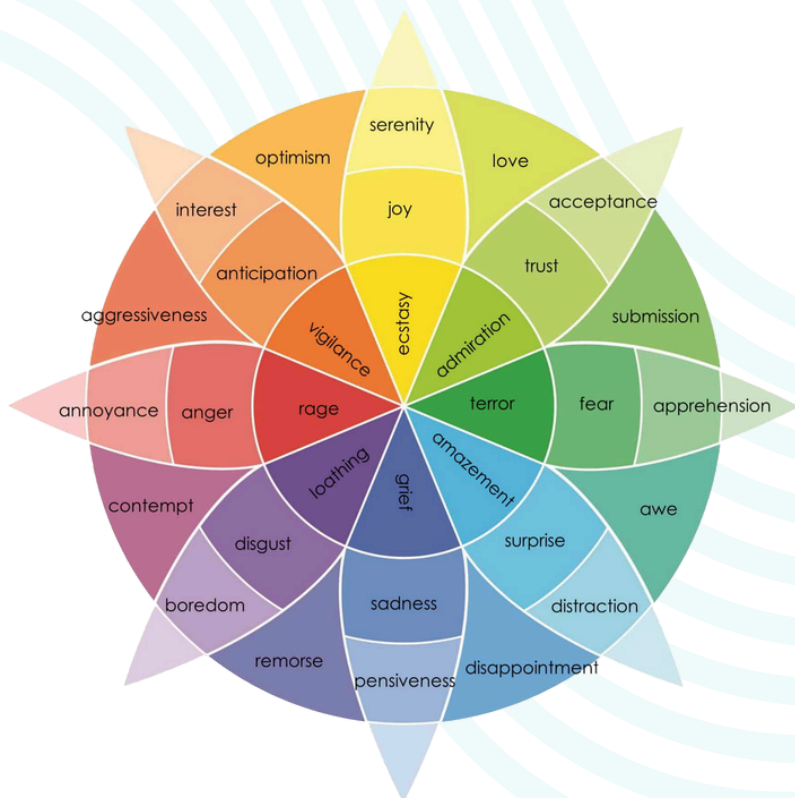 serenity
optimism
love
interest
joy
acceptance
anticipation
trust
aggressiveness
vigilance
ecstasy
admiration
submission
annoyance
anger
rage
terror
fear
apprehension
loathing
grief
amazement
contempt
disgust
surprise
awe
boredom
sadness
distraction
remorse
pensiveness
disappointment